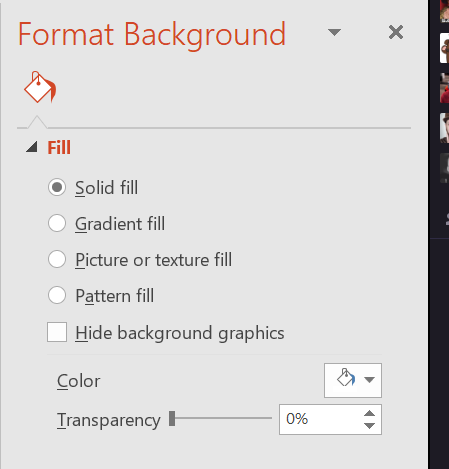 Format Background
Fill
Solid fill
Gradient fill
Picture or texture fill
Pattern fill
Hide background graphics
Color
Transparency 0%